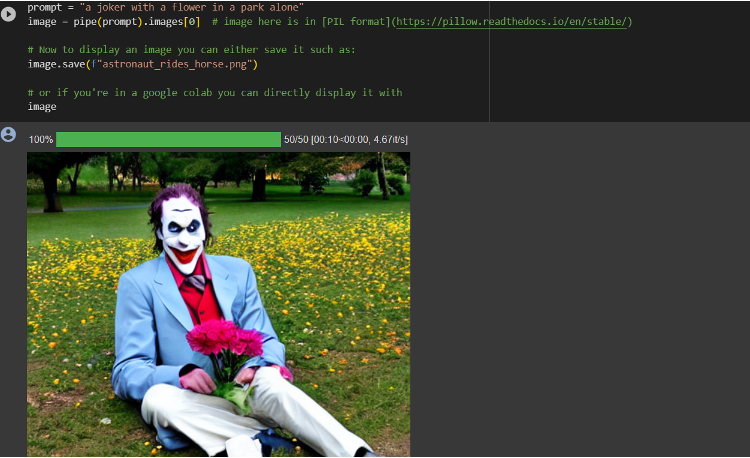 prompt = "a joker with a flower in a park alone"
image = pipe(prompt).images[0]  # image here is in [PIL format](https://pillow.readthedocs.io/en/stable/)
# Now to display an image you can either save it such as:
image.save(f"astronaut_rides_horse.png")
# or if you're in a google colab you can directly display it with
image
100% 50/50 [00:10<00:00, 4.67it/s]